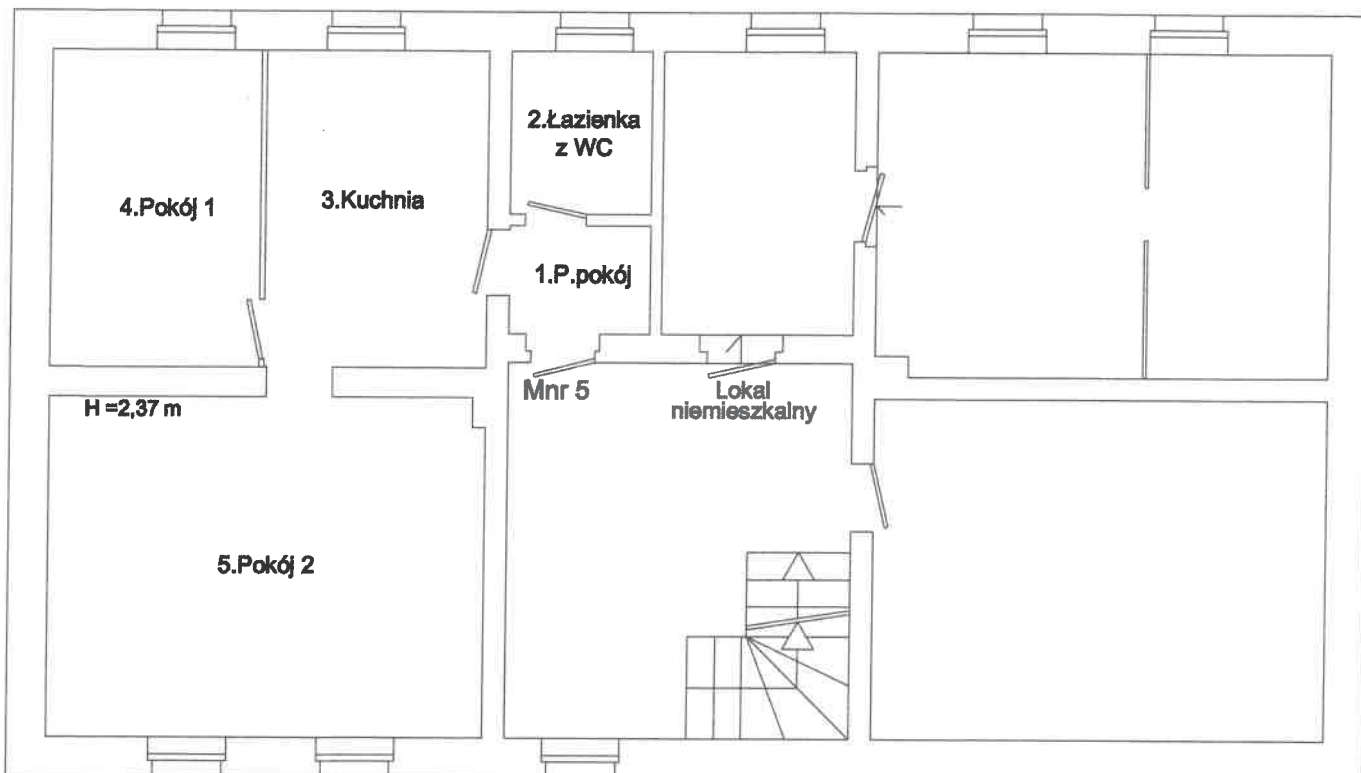 2.Łazienka
z WC
4.Pokój 1
3.Kuchnia
1.P.pokój
Mnr 5
Lokal
niemieszkalny
H =2,37 m
5.Pokój 2